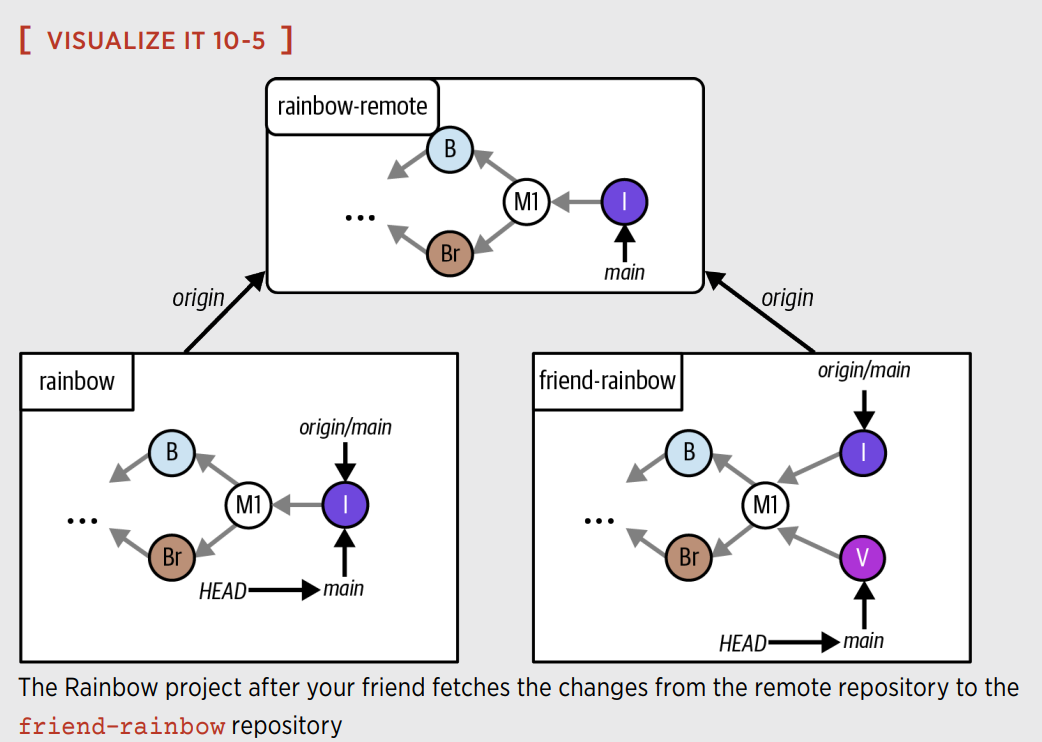 [ VISUALIZE IT 10-5 ]
rainbow-remote
B
M1
I
...
Br
main
origin
origin
rainbow
origin/main
B
M1
I
...
Br
HEAD
main
friend-rainbow
origin/main
B
I
M1
...
Br
V
HEAD
main
The Rainbow project after your friend fetches the changes from the remote repository to the
friend-rainbow repository